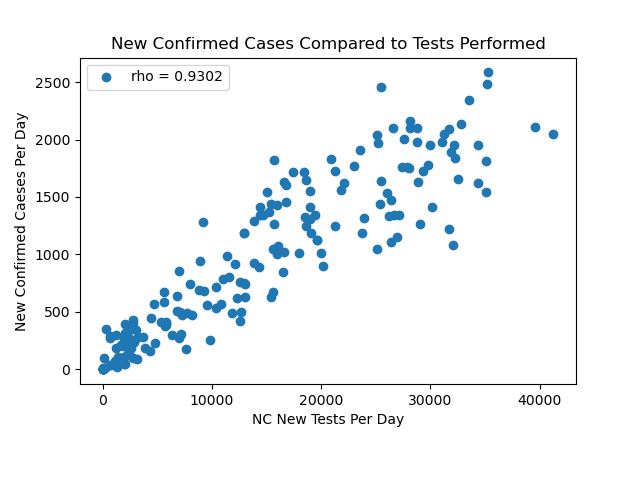 New Confirmed Cases Compared to Tests Performed
rho = 0.9302
New Confirmed Caeses Per Day
2500
2000
1500
1000
500
0
0 10000 20000 30000 40000
NC New Tests Per Day